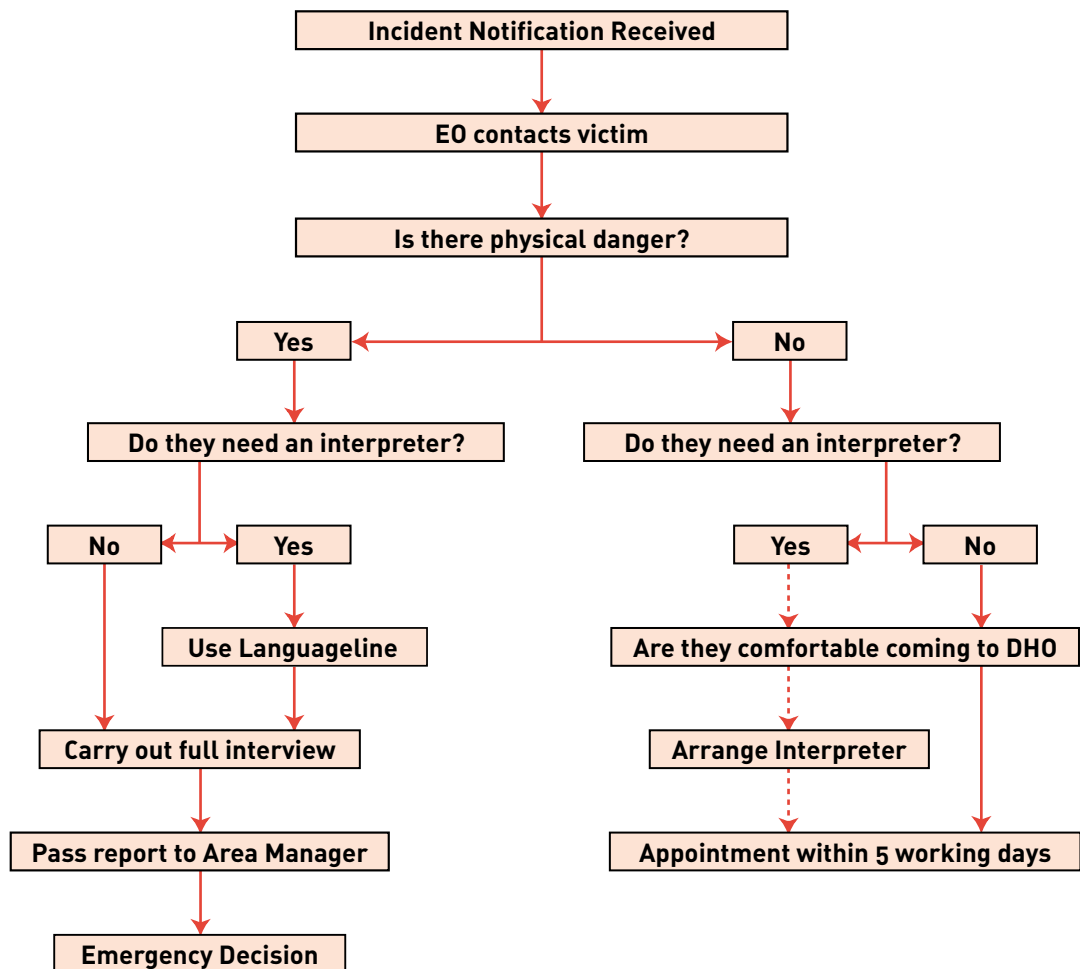 Incident Notification Received
EO contacts victim
Is there physical danger?
Yes
No
Do they need an interpreter?
Do they need an interpreter?
No
Yes
Yes
No
Use Languageline
Are they comfortable coming to DHO
Carry out full interview
Arrange Interpreter
Pass report to Area Manager
Appointment within 5 working days
Emergency Decision